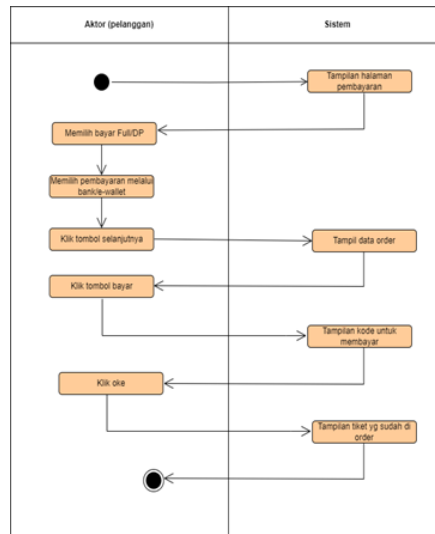 Aktor (pelanggan)
Sistem
Tampilan halaman
pembayaran
Memilih bayar Full/DP
Memilih pembayaran melalui
bank/e-wallet
Klik tombol selanjutnya
Tampil data order
Klik tombol bayar
Tampilan kode untuk
membayar
Klik oke
Tampilan tiket yg sudah di
order